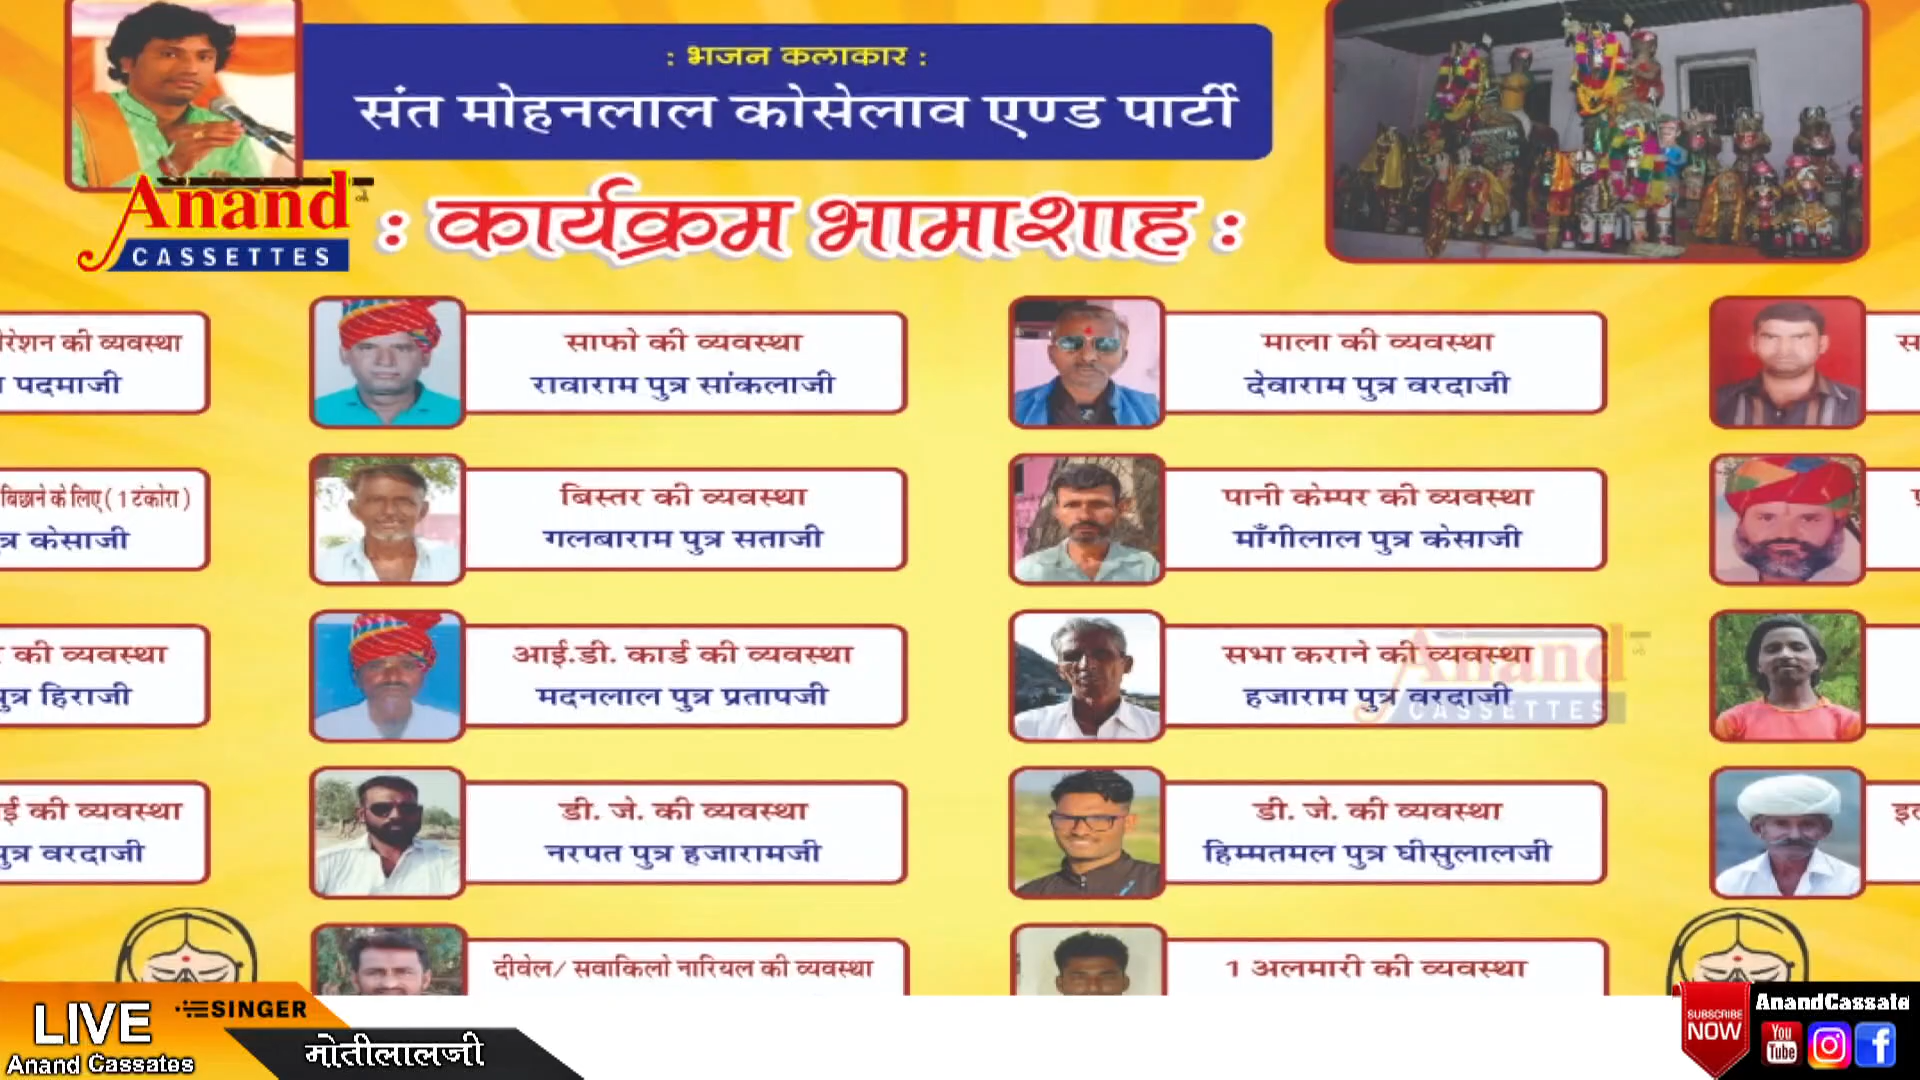 : भजन कलाकार :
संत मोहनलाल कोसेलाव एण्ड पार्टी
Anand
CASSETTES
: कार्यक्रम भामाशाह :
की व्यवस्था
पदमाजी
साफो की व्यवस्था
रावाराम पुत्र सांकलाजी
माला की व्यवस्था
देवाराम पुत्र वरदाजी
बिछाने के लिए ( 1 टंकोरा )
केसाजी
बिस्तर की व्यवस्था
गलबाराम पुत्र सताजी
पानी केम्पर की व्यवस्था
माँगीलाल पुत्र केसाजी
की व्यवस्था
पुत्र हिराजी
आई.डी. कार्ड की व्यवस्था
मदनलाल पुत्र प्रतापजी
सभा कराने की व्यवस्था
हजाराम पुत्र वरदाजी
Anand
CASSETTES
की व्यवस्था
पुत्र वरदाजी
डी. जे. की व्यवस्था
नरपत पुत्र हजारामजी
डी. जे. की व्यवस्था
हिम्मतमल पुत्र घीसुलालजी
दीवेल/ सवाकिलो नारियल की व्यवस्था
1 अलमारी की व्यवस्था
LIVE
Anand Cassates
SINGER
मोतीलालजी
SUBSCRIBE
NOW
AnandCassate
You
Tube